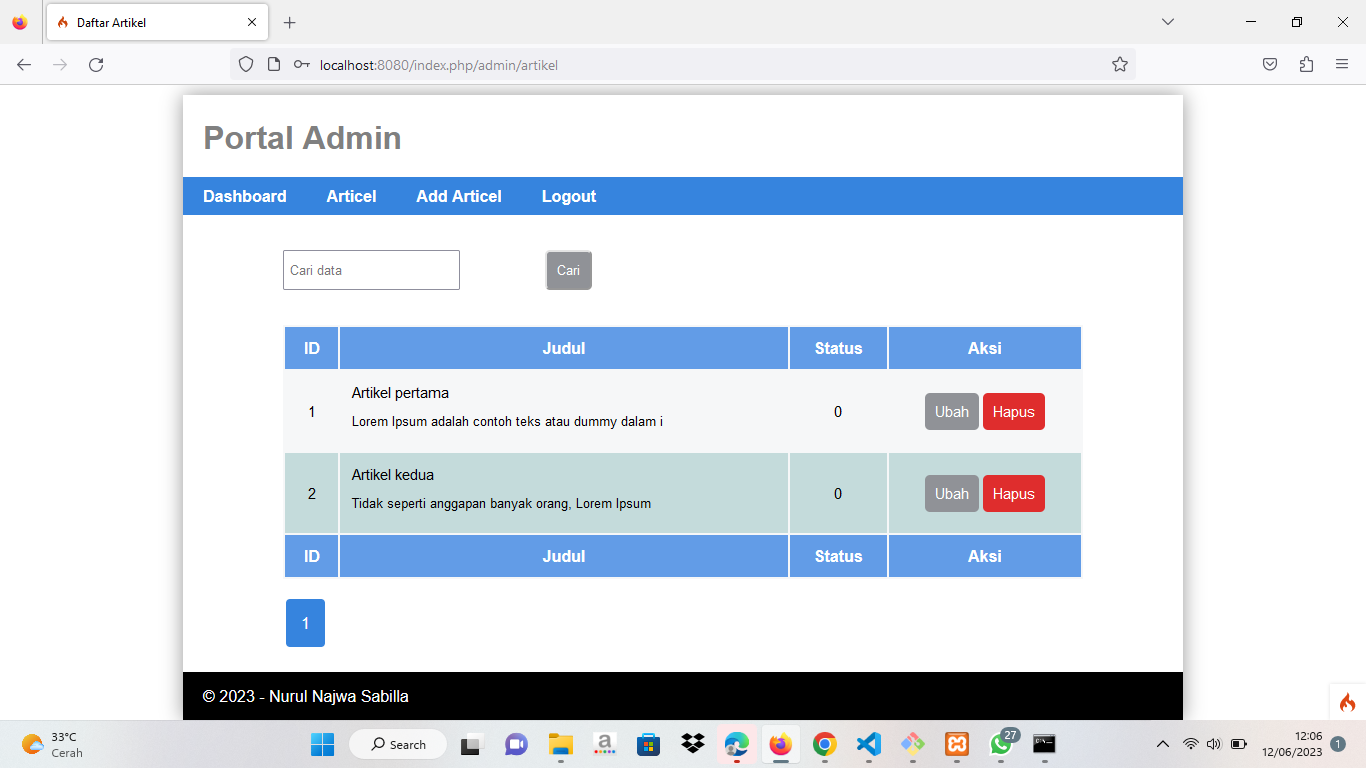 Daftar Artikel
localhost:8080/index.php/admin/artikel
Portal Admin
Dashboard Articel Add Articel Logout
Cari data Cari
ID Judul Status Aksi
Artikel pertama
1 0 Ubah Hapus
Lorem Ipsum adalah contoh teks atau dummy dalam i
Artikel kedua
2 0 Ubah Hapus
Tidak seperti anggapan banyak orang, Lorem Ipsum
ID Judul Status Aksi
1
© 2023 - Nurul Najwa Sabilla
33°C
Cerah
Search
a
27
12:06
12/06/2023
1